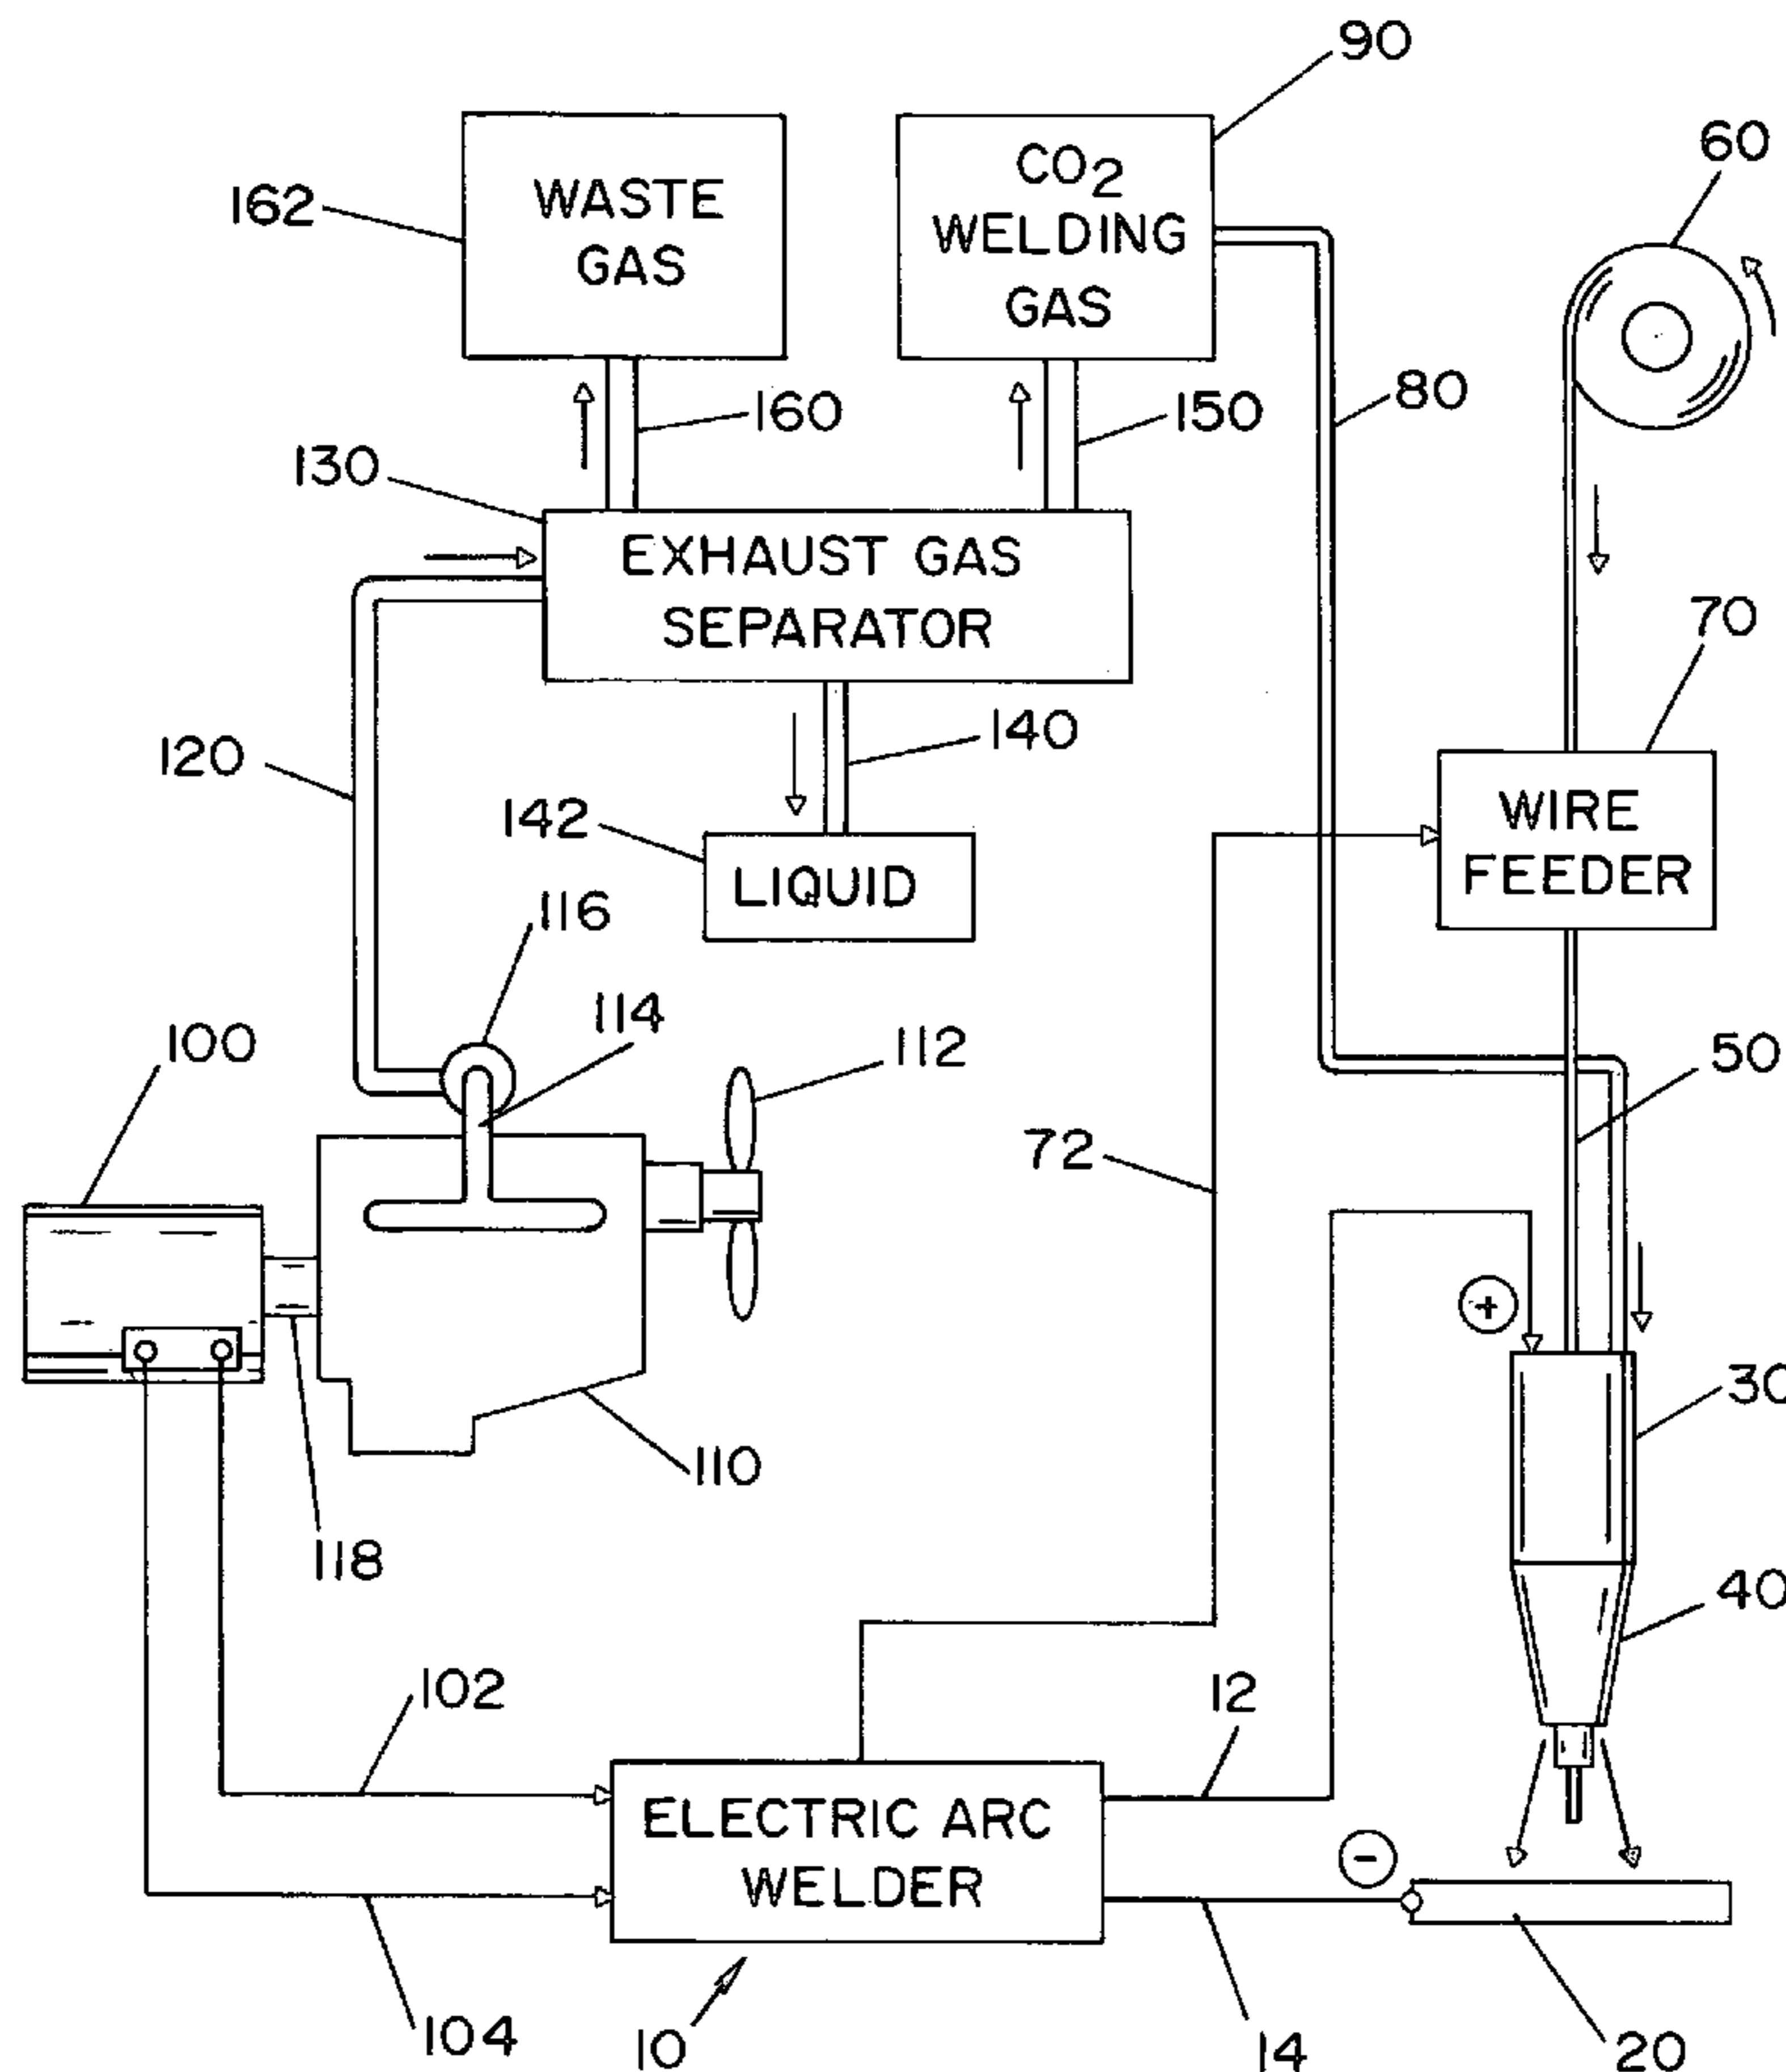 90
60
WASTE
GAS
162
CO2
WELDING
GAS
160
150
80
130
EXHAUST GAS
SEPARATOR
70
120
140
142
LIQUID
WIRE
FEEDER
116
114
100
112
50
72
+
30
110
118
40
102
12
ELECTRIC ARC
WELDER
-
104
10
14
20